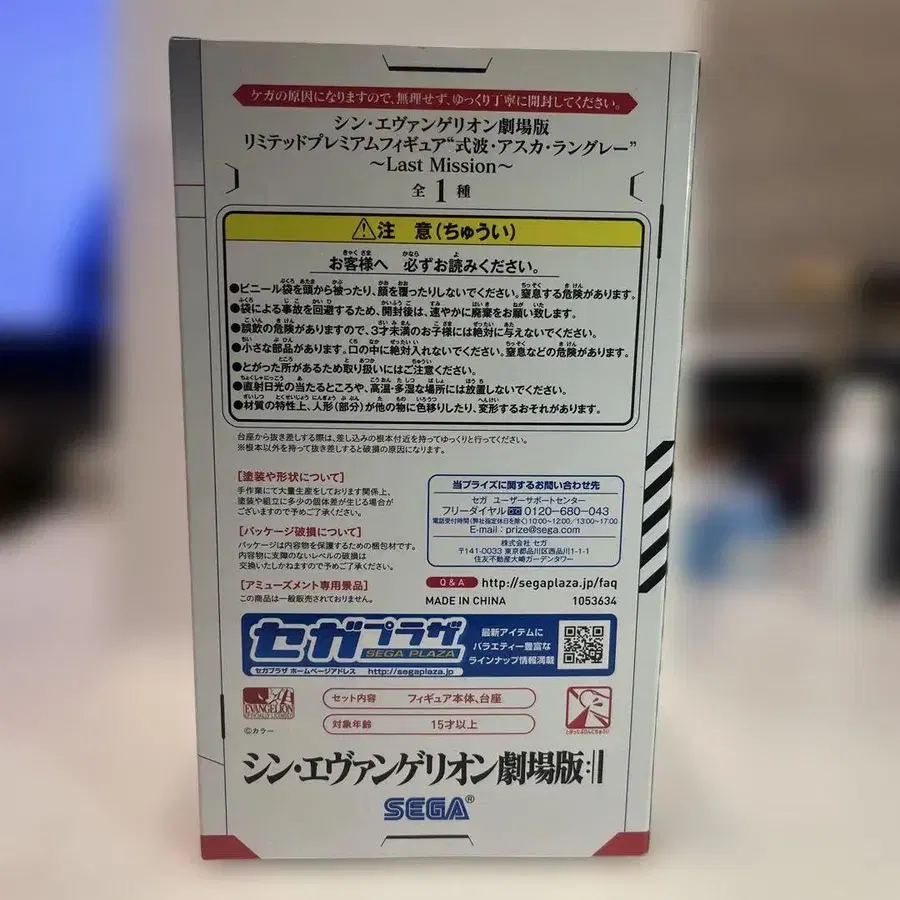 ケガの原因になりますので、無理せず、ゆっくり丁寧に開封してください。
シン・エヴァンゲリオン劇場版
リミテッドプレミアムフィギュア“式波・アスカ・ラングレー”
～Last Mission～
全1種
注 意(ちゅうい)
お客様へ 必ずお読みください。
●ビニール袋を頭から被ったり、顔を覆ったりしないでください。窒息する危険があります。
●袋による事故を回避するため、開封後は、速やかに廃棄をお願い致します。
●誤飲の危険がありますので、3才未満のお子様には絶対に与えないでください。
●小さな部品があります。口の中に絶対入れないでください。窒息などの危険があります。
●とがった所があるため取り扱いにはご注意ください。
●直射日光の当たるところや、高温・多湿な場所には放置しないでください。
●材質の特性上、人形(部分)が他の物に色移りしたり、変形するおそれがあります。
台座から抜き差しする際は、差し込みの根本付近を持ってゆっくりと行ってください。
※根本以外を持って抜き差しすると破損の原因になります。
[塗装や形状について]
手作業にて大量生産をしております関係上、
塗装や組立に多少の個体差が生じる場合が
ございますので予めご了承ください。
[パッケージ破損について]
パッケージは内容物を保護するための梱包材です。
内容物に支障のないレベルの破損は
交換いたしかねますので予めご了承ください。
[アミューズメント専用景品]
この商品は一般販売されておりません。
当プライズに関するお問い合わせ先
セガ ユーザーサポートセンター
フリーダイヤル 0120-680-043
電話受付時間(弊社指定休日を除く)10:00~12:00/13:00~17:00
E-mail:prize@sega.com
株式会社 セガ
〒141-0033 東京都品川区西品川1-1-1
住友不動産大崎ガーデンタワー
Q&A http://segaplaza.jp/faq
MADE IN CHINA 1053634
セガプラザ
SEGA PLAZA
セガプラザ ホームページアドレス http://segaplaza.jp
最新アイテムに
バラエティー豊富な
ラインナップ情報満載
EVANGELION
OFFICIALLY LICENSED
©カラー
セット内容 フィギュア本体、台座
対象年齢 15才以上
シン・エヴァンゲリオン劇場版:||
SEGA®